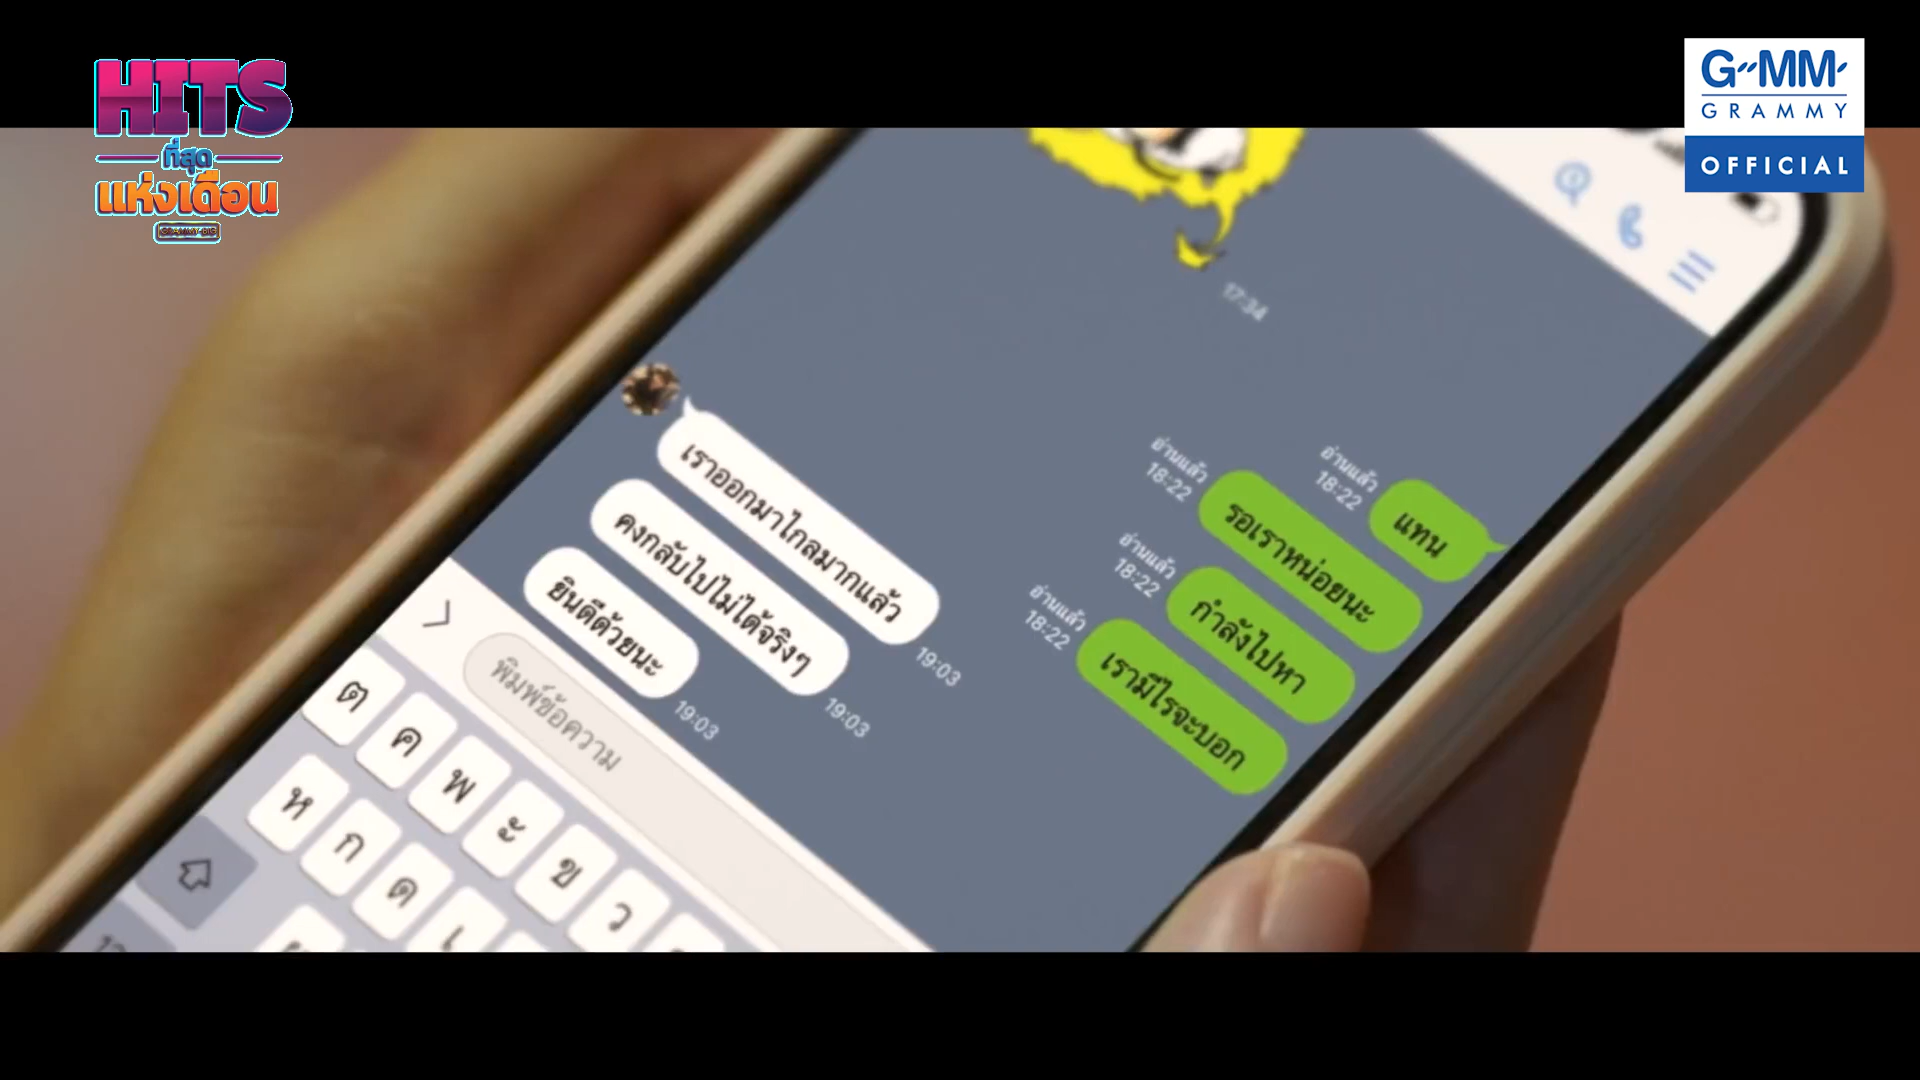 HITS
ที่สุด
แห่งเดือน
G-MM'
GRAMMY
OFFICIAL
17:34
อ่านแล้ว
18:22
แทน
อ่านแล้ว
18:22
รอเราหน่อยนะ
อ่านแล้ว
18:22
กำลังไปหา
อ่านแล้ว
18:22
เรามีไรจะบอก
เราออกมาไกลมากแล้ว
19:03
คงกลับไปไม่ได้จริงๆ
19:03
ยินดีด้วยนะ
19:03
พิมพ์ข้อความ
ต ค พ ะ ข ว
ห ก ด เ